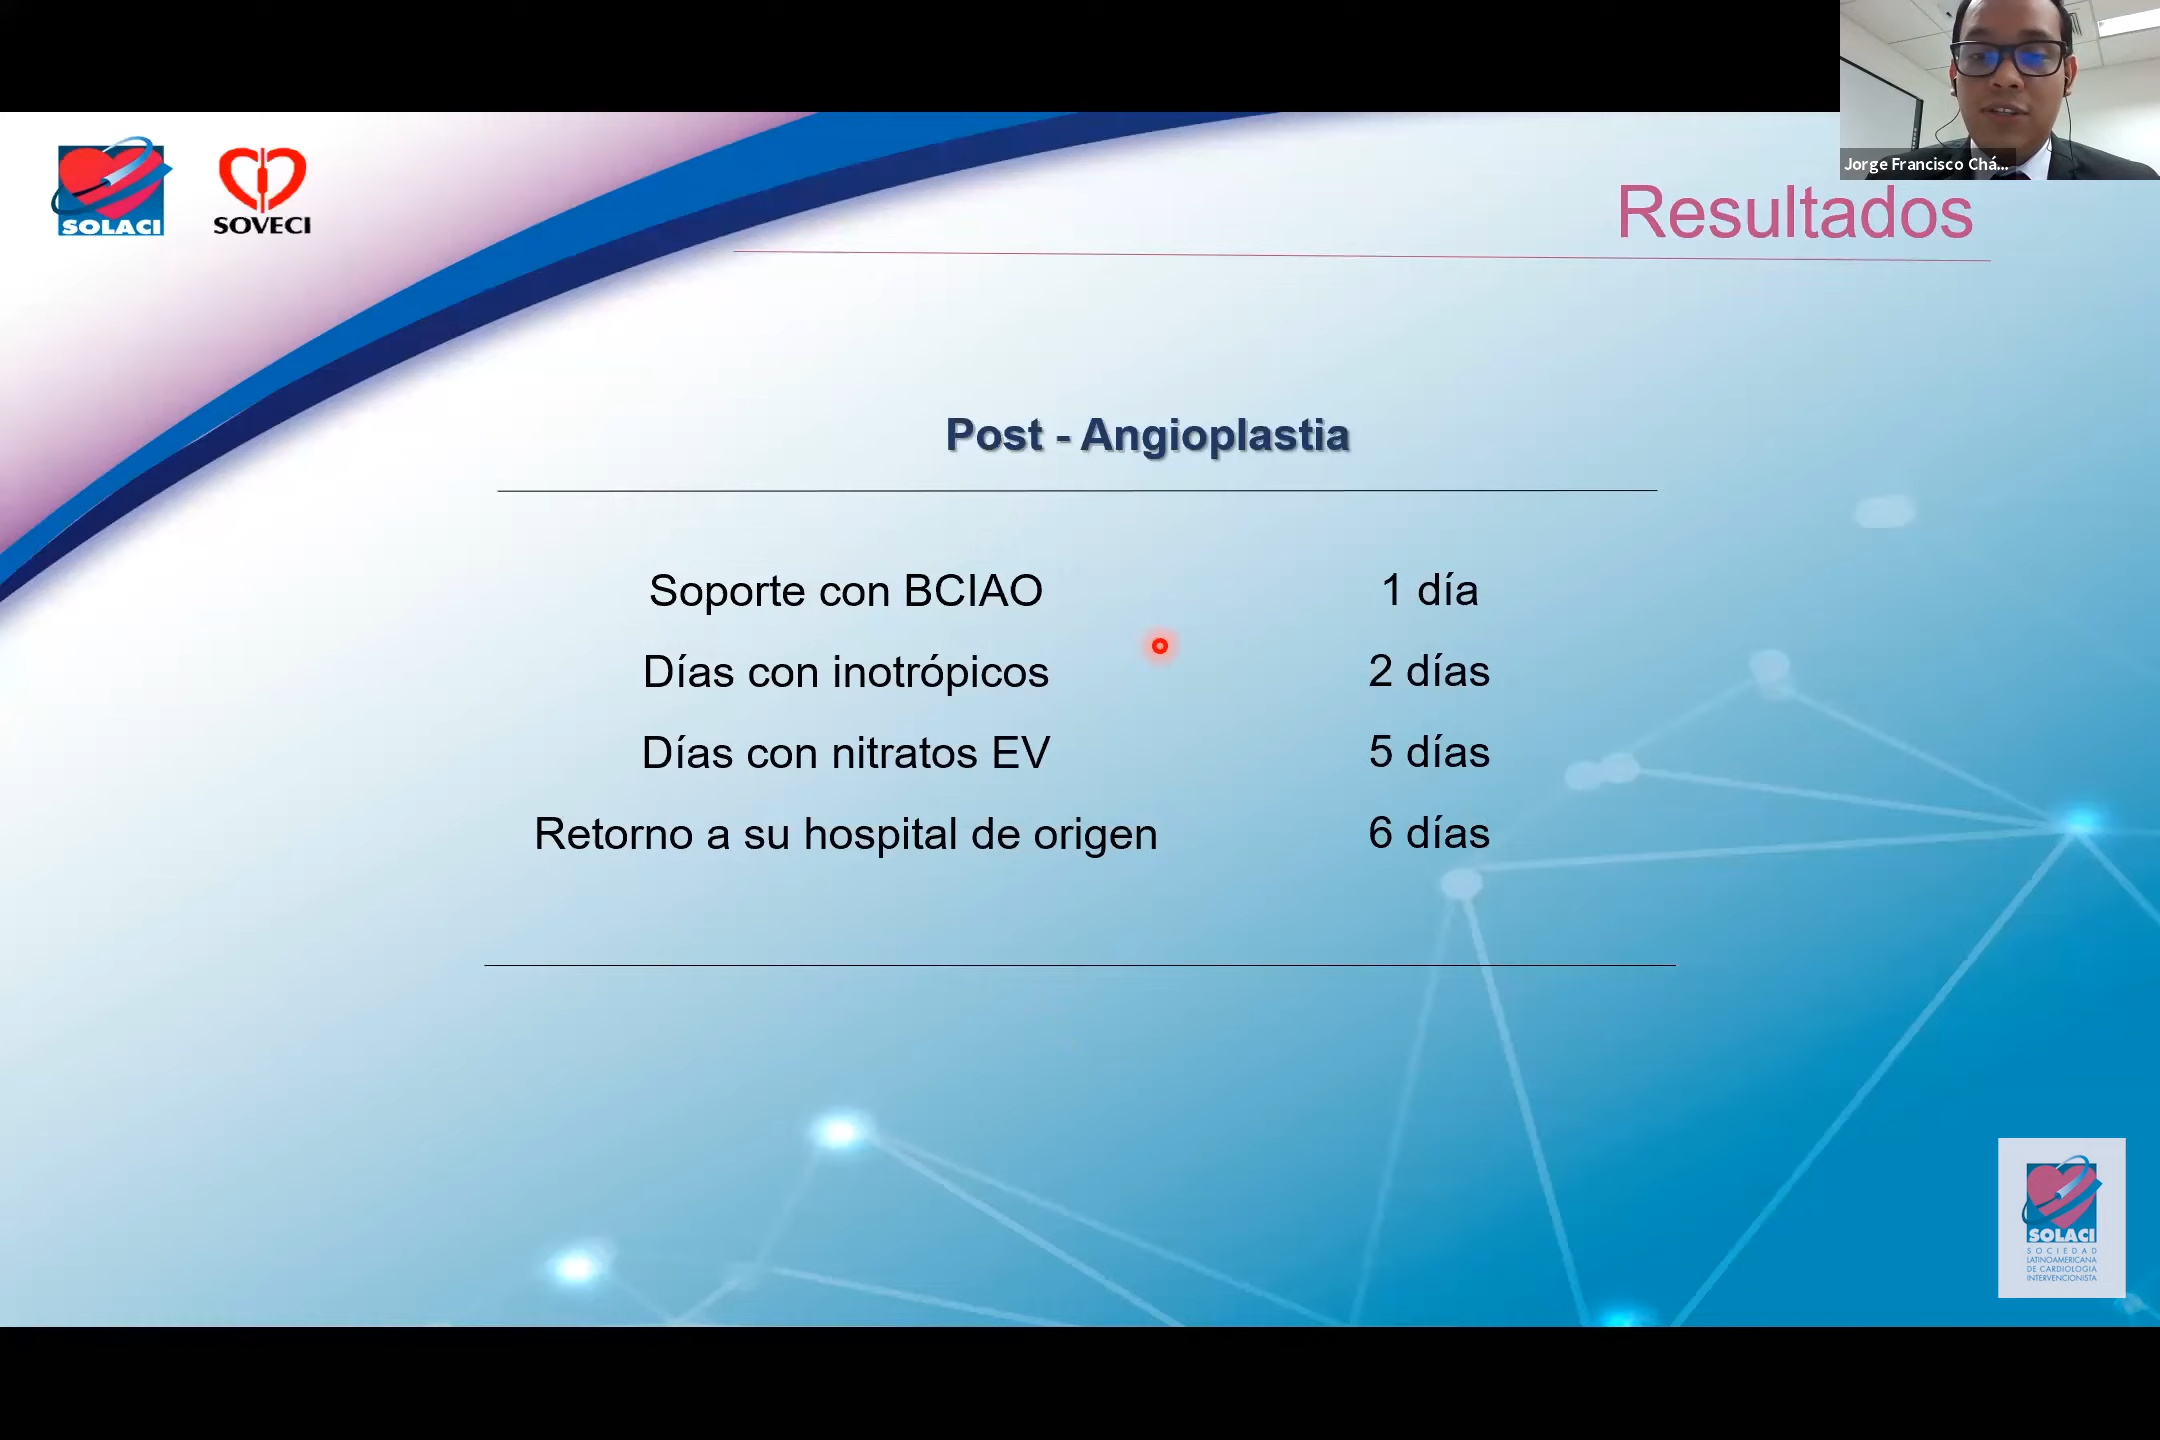 SOLACI
SOVECI
Jorge Francisco Chá...
Resultados
Post - Angioplastia
Soporte con BCIAO 1 día
Días con inotrópicos 2 días
Días con nitratos EV 5 días
Retorno a su hospital de origen 6 días
SOLACI
SOCIEDAD
LATINOAMERICANA
DE CARDIOLOGIA
INTERVENCIONISTA